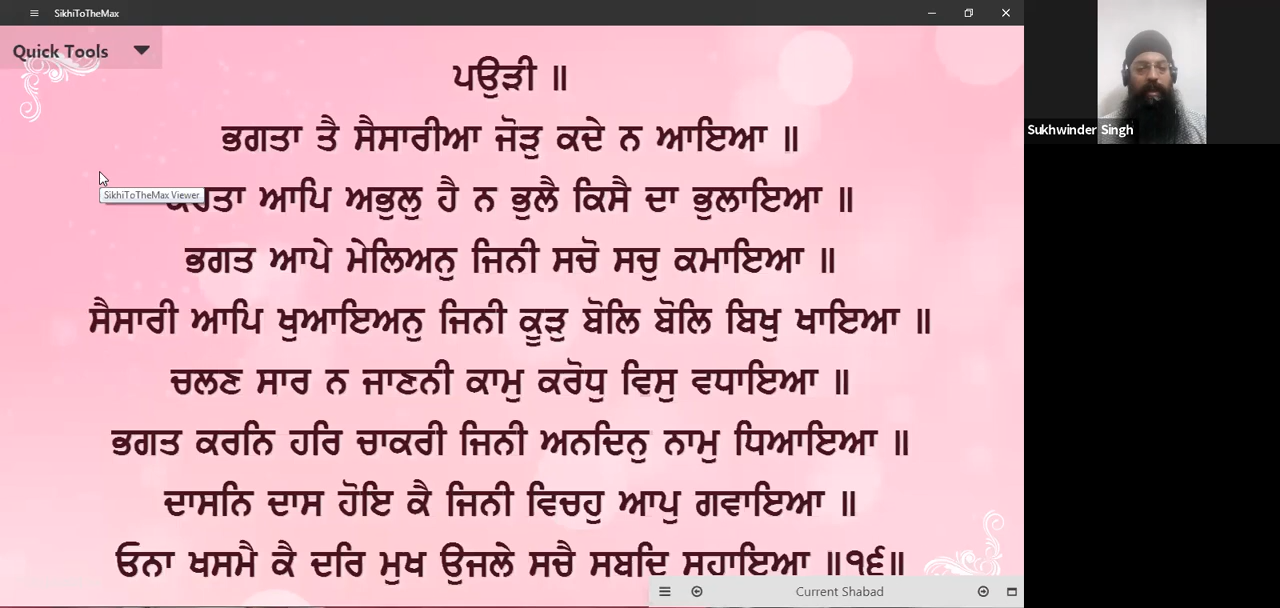 SikhiToTheMax
Quick Tools
ਪਉੜੀ ॥
ਭਗਤਾ ਤੈ ਸੈਸਾਰੀਆ ਜੋੜੁ ਕਦੇ ਨ ਆਇਆ ॥
ਆਪਿ ਅਭੁਲੁ ਹੈ ਨ ਭੁਲੈ ਕਿਸੈ ਦਾ ਭੁਲਾਇਆ ॥
SikhiToTheMax Viewer
ਭਗਤ ਆਪੇ ਮੇਲਿਅਨੁ ਜਿਨੀ ਸਚੋ ਸਚੁ ਕਮਾਇਆ ॥
ਸੈਸਾਰੀ ਆਪਿ ਖੁਆਇਅਨੁ ਜਿਨੀ ਕੂੜੁ ਬੋਲਿ ਬੋਲਿ ਬਿਖੁ ਖਾਇਆ ॥
ਚਲਣ ਸਾਰ ਨ ਜਾਣਨੀ ਕਾਮੁ ਕਰੋਧੁ ਵਿਸੁ ਵਧਾਇਆ ॥
ਭਗਤ ਕਰਨਿ ਹਰਿ ਚਾਕਰੀ ਜਿਨੀ ਅਨਦਿਨੁ ਨਾਮੁ ਧਿਆਇਆ ॥
ਦਾਸਨਿ ਦਾਸ ਹੋਇ ਕੈ ਜਿਨੀ ਵਿਚਹੁ ਆਪੁ ਗਵਾਇਆ ॥
ਓਨਾ ਖਸਮੈ ਕੈ ਦਰਿ ਮੁਖ ਉਜਲੇ ਸਚੈ ਸਬਦਿ ਸੁਹਾਇਆ ॥੧੬॥
Current Shabad
Sukhwinder Singh